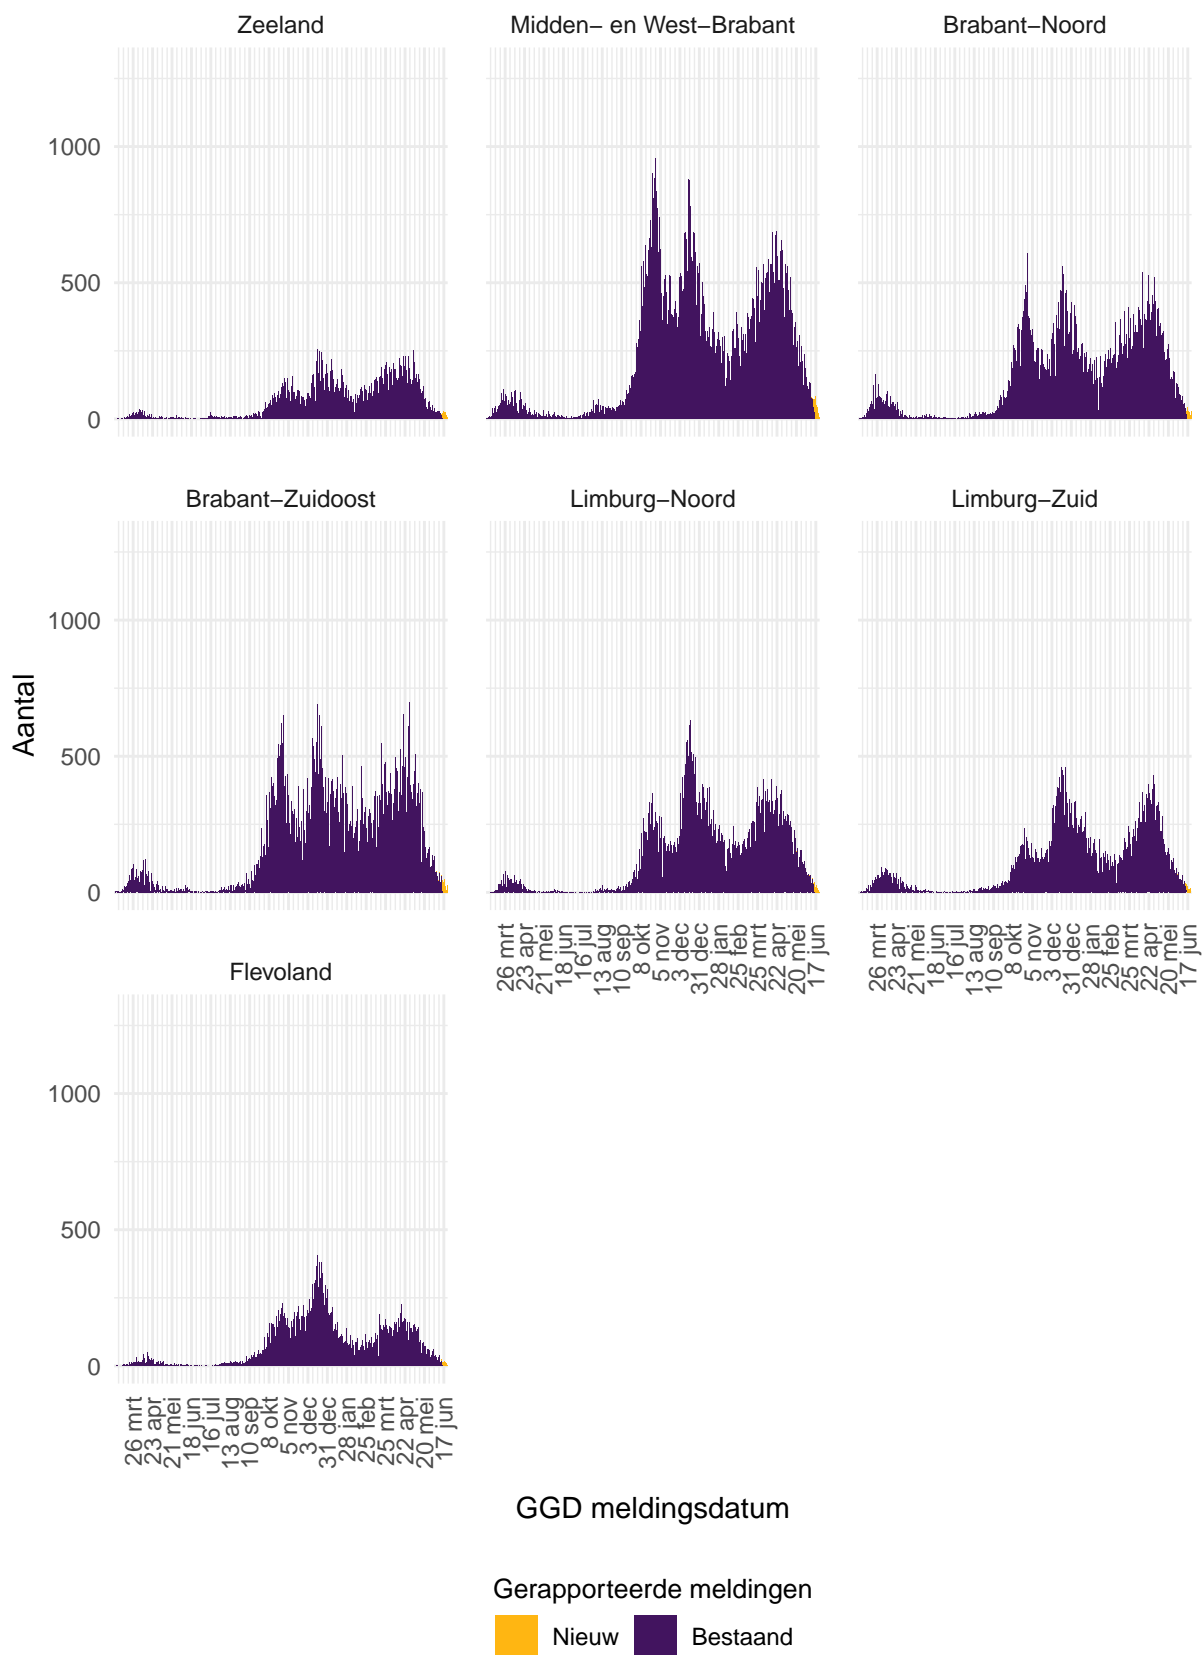 Zeeland
Midden− en West−Brabant
Brabant−Noord
1000
500
0
Brabant−Zuidoost
Limburg−Noord
Limburg−Zuid
1000
500
0
Aantal
26 mrt
23 apr
21 mei
18 jun
16 jul
13 aug
10 sep
8 okt
5 nov
3 dec
31 dec
28 jan
25 feb
25 mrt
22 apr
20 mei
17 jun
26 mrt
23 apr
21 mei
18 jun
16 jul
13 aug
10 sep
8 okt
5 nov
3 dec
31 dec
28 jan
25 feb
25 mrt
22 apr
20 mei
17 jun
Flevoland
1000
500
0
26 mrt
23 apr
21 mei
18 jun
16 jul
13 aug
10 sep
8 okt
5 nov
3 dec
31 dec
28 jan
25 feb
25 mrt
22 apr
20 mei
17 jun
GGD meldingsdatum
Gerapporteerde meldingen
Nieuw Bestaand